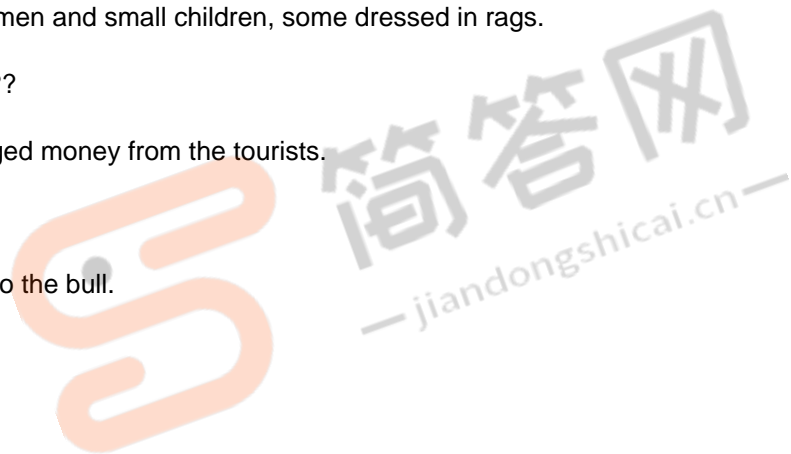 men and small children, some dressed in rags.
?
ged money from the tourists.
简答网
jiandongshicai.cn
o the bull.